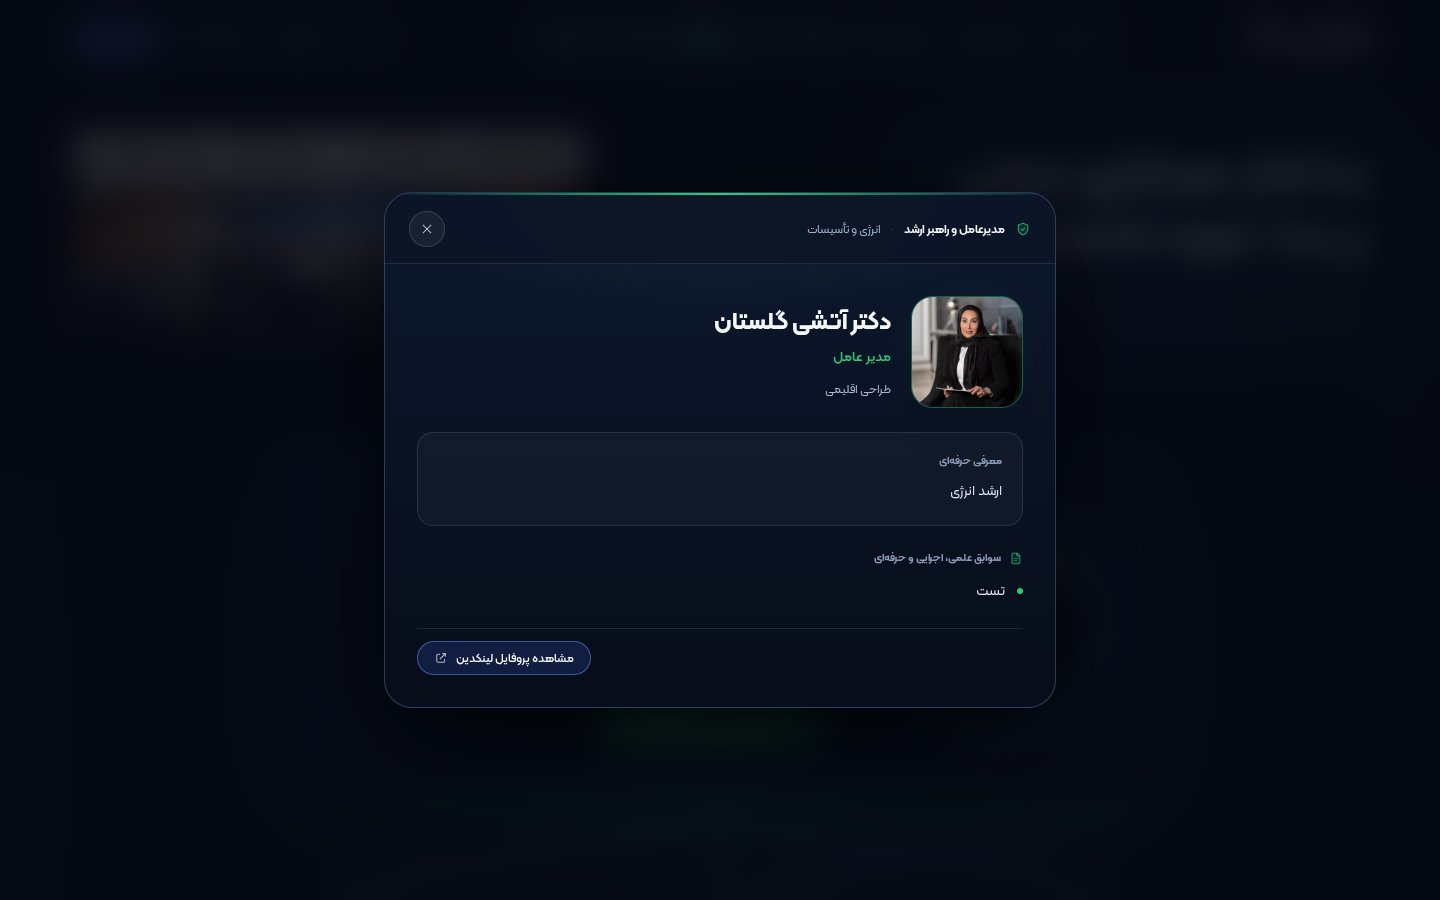 مدیرعامل و راهبر ارشد · انرژی و تأسیسات
دکتر آتشی گلستان
مدیر عامل
طراحی اقلیمی
معرفی حرفه‌ای
ارشد انرژی
سوابق علمی، اجرایی و حرفه‌ای
تست
مشاهده پروفایل لینکدین